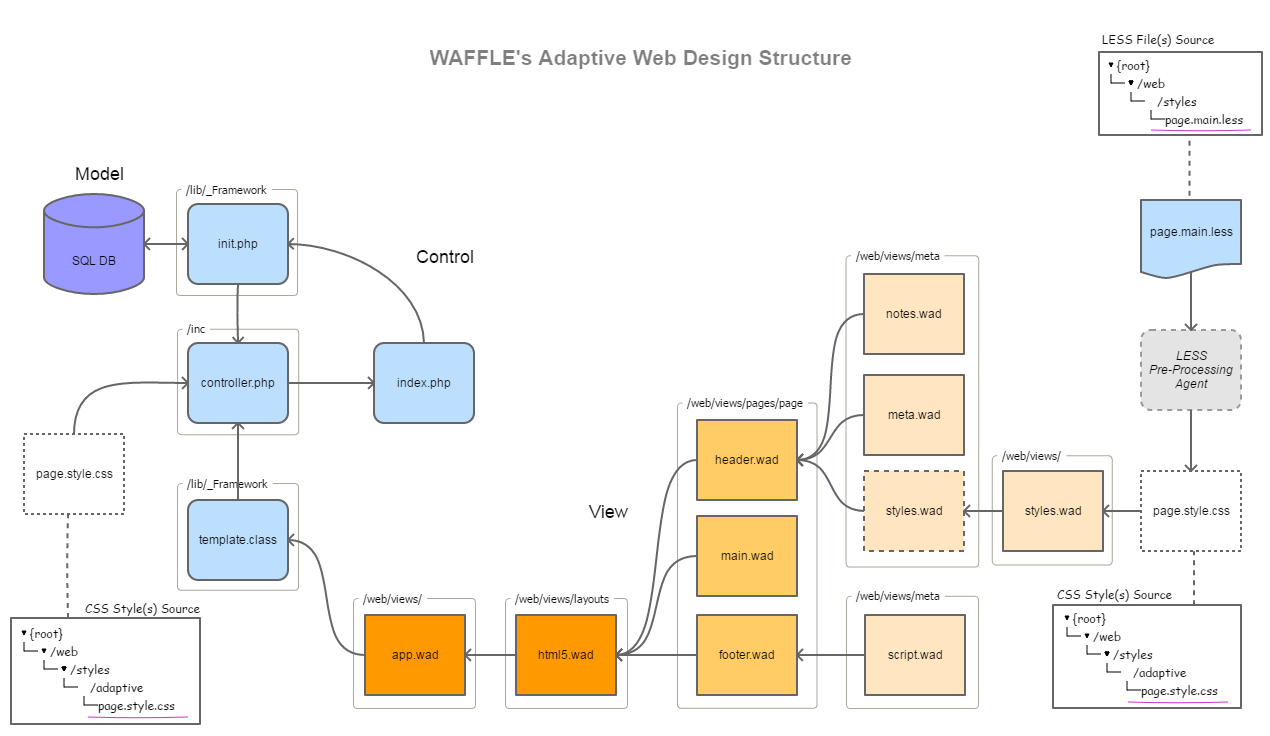 WAFFLE's Adaptive Web Design Structure
LESS File(s) Source
{root}
/web
/styles
page.main.less
Model
/lib/_Framework
init.php
SQL DB
Control
page.main.less
/web/views/meta
notes.wad
/inc
controller.php
index.php
LESS
Pre-Processing
Agent
/web/views/pages/page
meta.wad
header.wad
page.style.css
/lib/_Framework
template.class
View
/web/views/
styles.wad
styles.wad
page.style.css
main.wad
CSS Style(s) Source
{root}
/web
/styles
/adaptive
page.style.css
/web/views/
app.wad
/web/views/layouts
html5.wad
footer.wad
/web/views/meta
script.wad
CSS Style(s) Source
{root}
/web
/styles
/adaptive
page.style.css